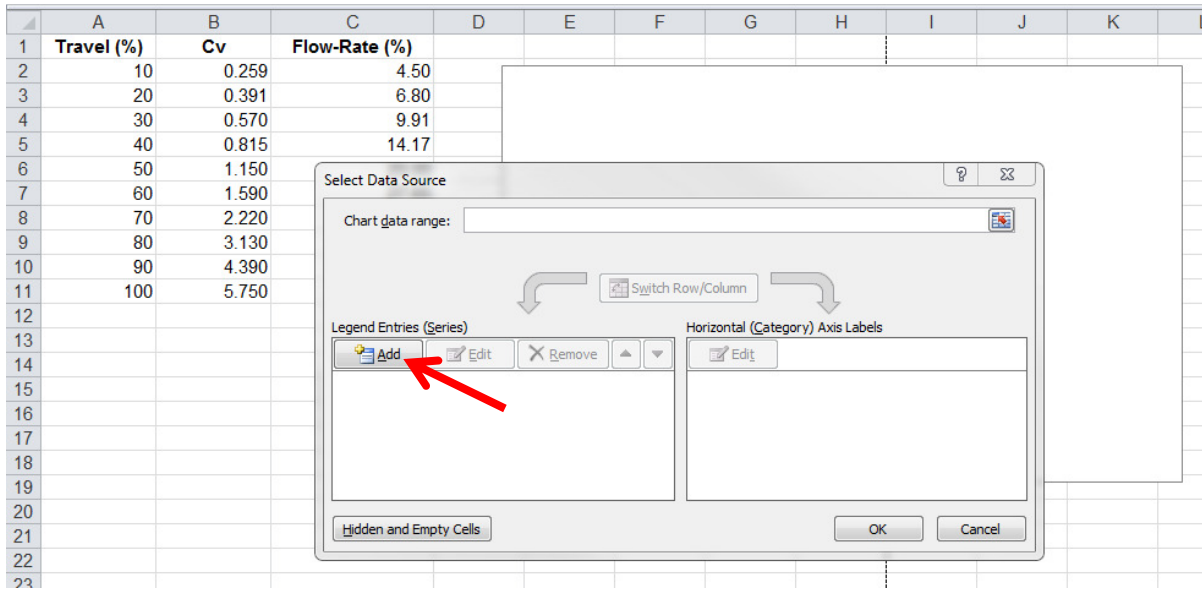 A B C D E F G H I J K
1 Travel (%) Cv Flow-Rate (%)
2 10 0.259 4.50
3 20 0.391 6.80
4 30 0.570 9.91
5 40 0.815 14.17
6 50 1.150
7 60 1.590
8 70 2.220
9 80 3.130
10 90 4.390
11 100 5.750
12
13
14
15
16
17
18
19
20
21
22
23
Select Data Source ?
Chart data range:
Switch Row/Column
Legend Entries (Series) Horizontal (Category) Axis Labels
Add Edit Remove Edit
Hidden and Empty Cells OK Cancel